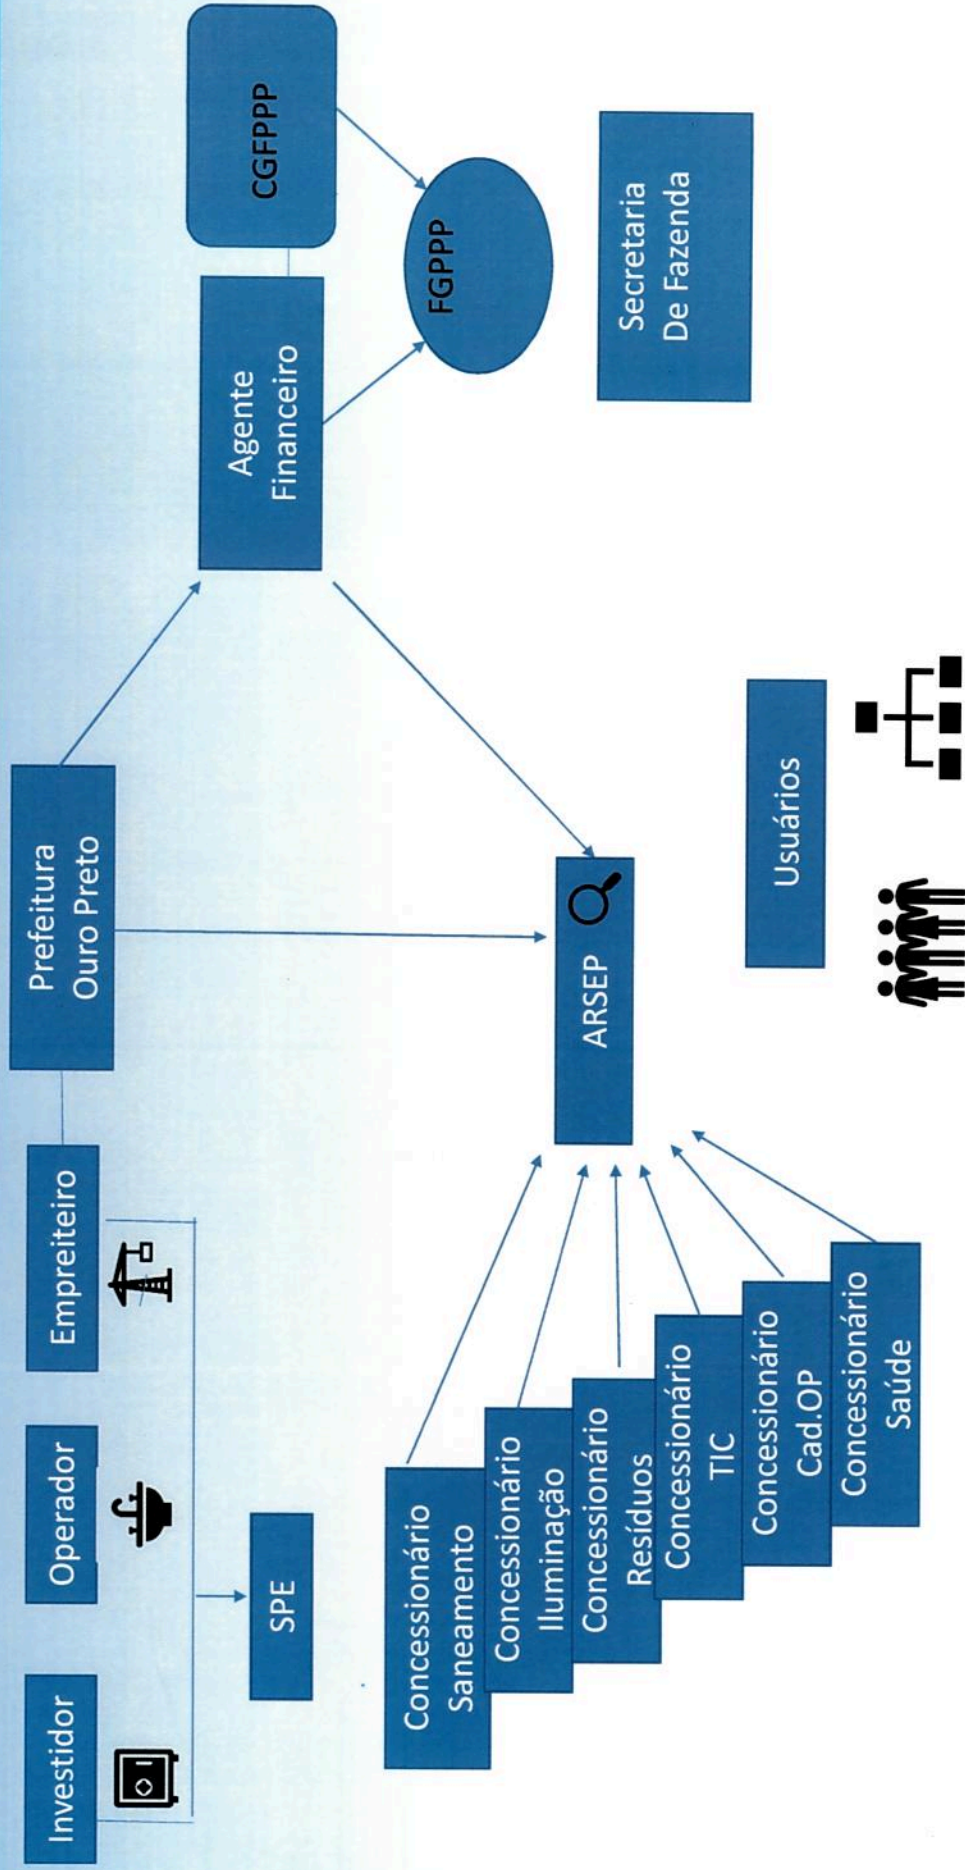 Investidor
Operador
Empreiteiro
Prefeitura
Ouro Preto
CGFPPP
Agente
Financeiro
FGPPP
SPE
Secretaria
De Fazenda
Concessionário
Saneamento
Concessionário
Iluminação
Concessionário
Resíduos
Concessionário
TIC
Concessionário
Cad.OP
Concessionário
Saúde
ARSEP
Usuários